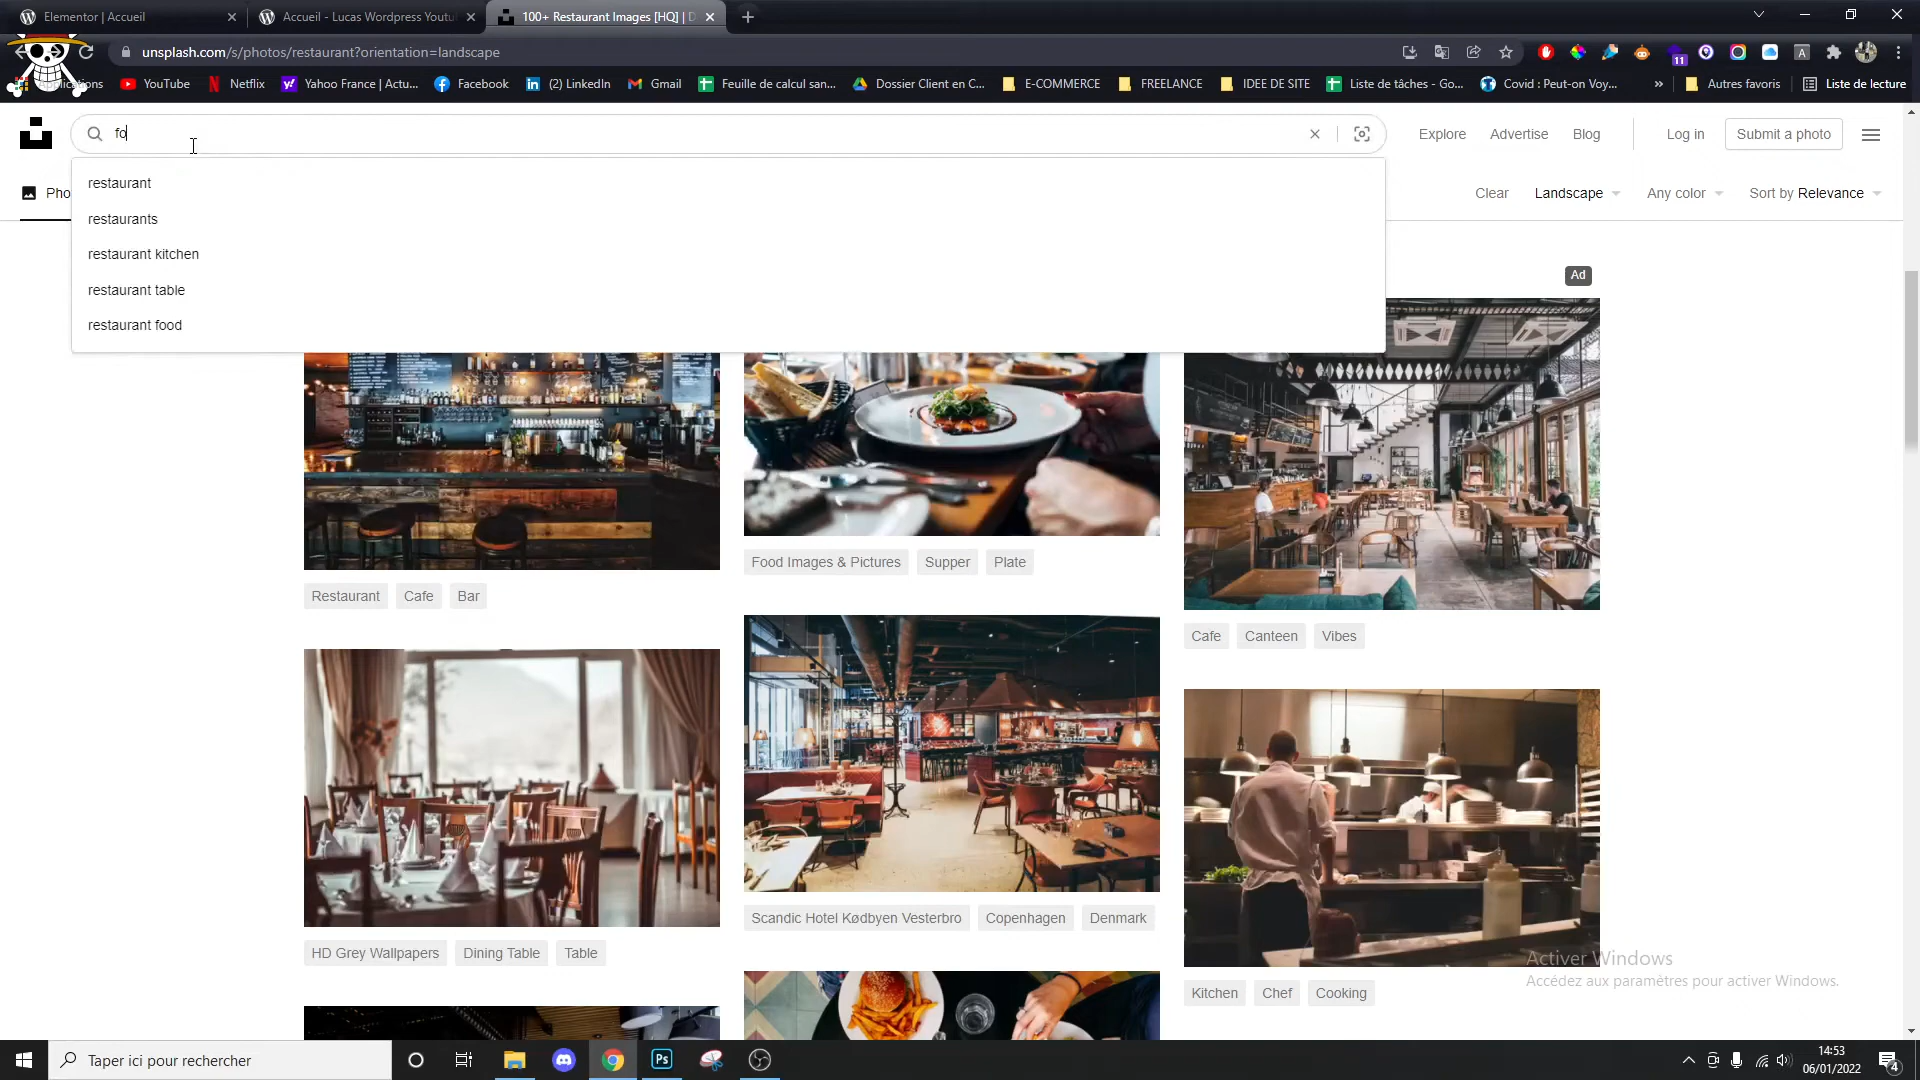 Elementor | Accueil
Accueil - Lucas Wordpress Youtu
100+ Restaurant Images [HQ] | D
unsplash.com/s/photos/restaurant?orientation=landscape
11
Applications
YouTube
Netflix
Yahoo France | Actu...
Facebook
(2) LinkedIn
Gmail
Feuille de calcul san...
Dossier Client en C...
E-COMMERCE
FREELANCE
IDEE DE SITE
Liste de tâches - Go...
Covid : Peut-on Voy...
»
Autres favoris
Liste de lecture
fo
Explore
Advertise
Blog
Log in
Submit a photo
Pho
Clear
Landscape
Any color
Sort by Relevance
restaurant
restaurants
restaurant kitchen
restaurant table
restaurant food
Ad
Food Images & Pictures
Supper
Plate
Restaurant
Cafe
Bar
Cafe
Canteen
Vibes
Scandic Hotel Kødbyen Vesterbro
Copenhagen
Denmark
HD Grey Wallpapers
Dining Table
Table
Kitchen
Chef
Cooking
Activer Windows
Accédez aux paramètres pour activer Windows.
Taper ici pour rechercher
Ps
14:53
06/01/2022
4